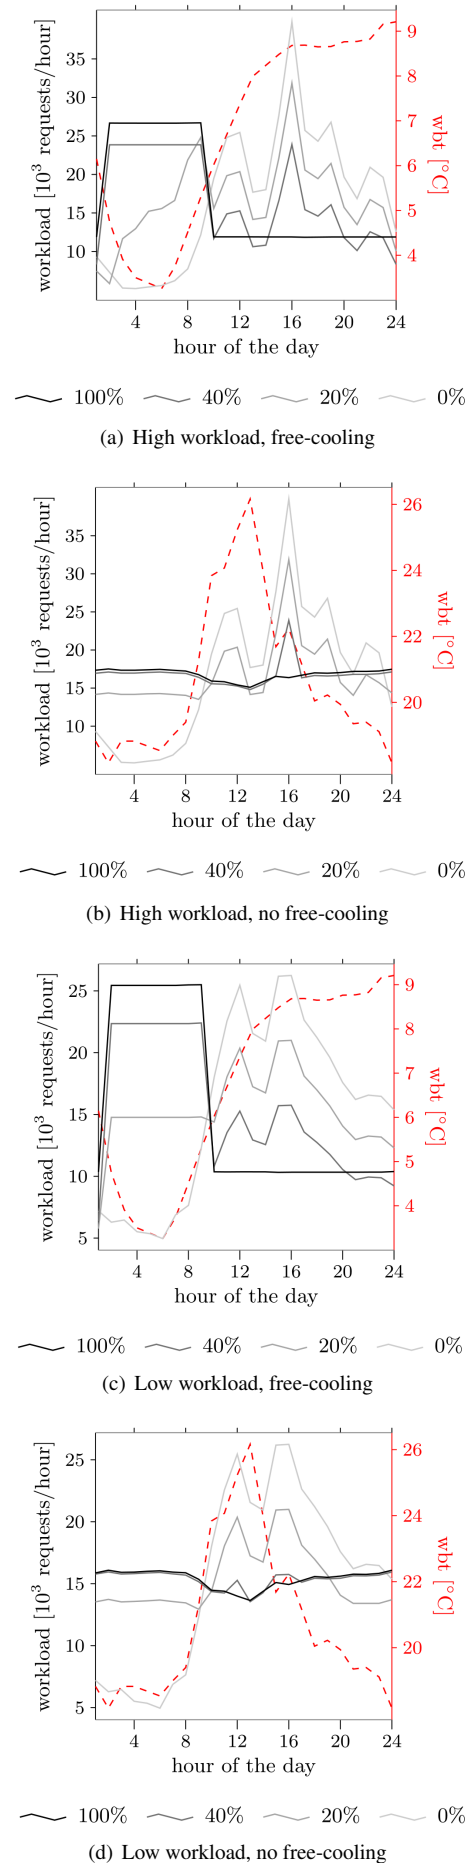 workload [10³ requests/hour]
35
30
25
20
15
10
9
8
7
6
5
4
wbt [°C]
4 8 12 16 20 24
hour of the day
100% 40% 20% 0%
(a) High workload, free-cooling
workload [10³ requests/hour]
35
30
25
20
15
10
26
24
22
20
wbt [°C]
4 8 12 16 20 24
hour of the day
100% 40% 20% 0%
(b) High workload, no free-cooling
workload [10³ requests/hour]
25
20
15
10
5
9
8
7
6
5
4
wbt [°C]
4 8 12 16 20 24
hour of the day
100% 40% 20% 0%
(c) Low workload, free-cooling
workload [10³ requests/hour]
25
20
15
10
5
26
24
22
20
wbt [°C]
4 8 12 16 20 24
hour of the day
100% 40% 20% 0%
(d) Low workload, no free-cooling